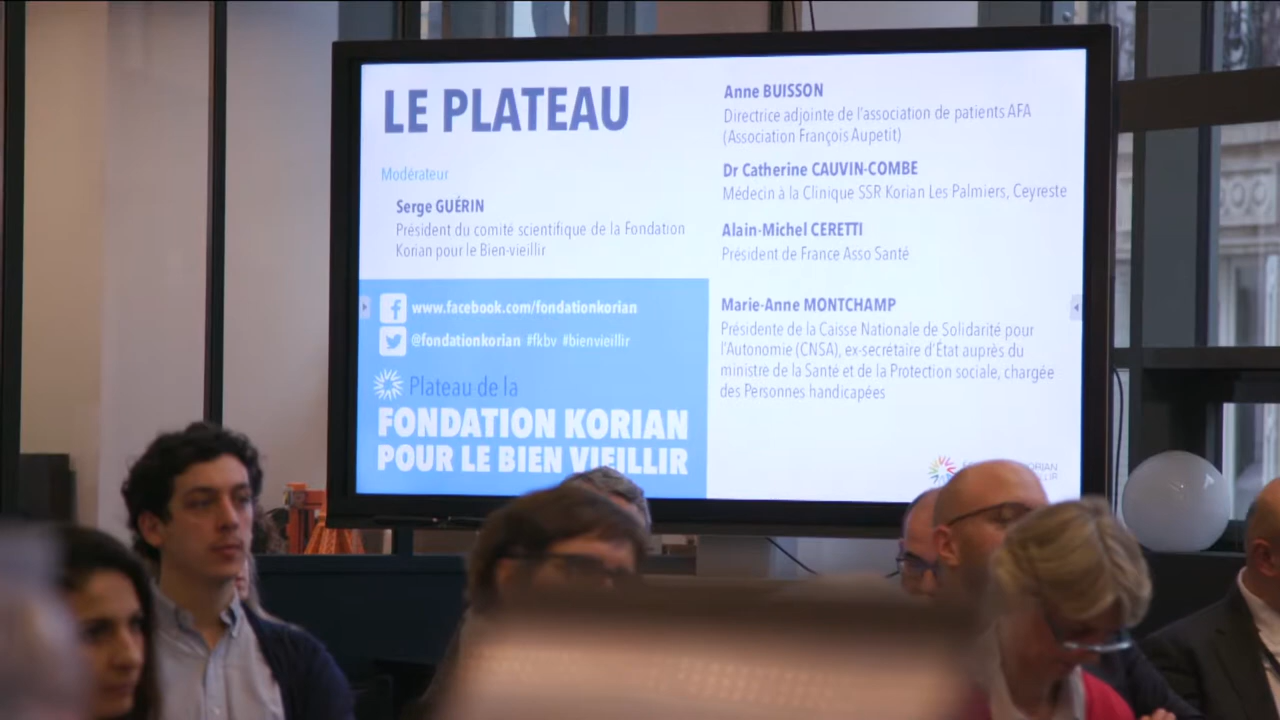 LE PLATEAU
Modérateur
Serge GUÉRIN
Président du comité scientifique de la Fondation
Korian pour le Bien-vieillir
www.facebook.com/fondationkorian
@fondationkorian #fkbv #bienvieillir
Plateau de la
FONDATION KORIAN
POUR LE BIEN VIEILLIR
Anne BUISSON
Directrice adjointe de l'association de patients AFA
(Association François Aupetit)
Dr Catherine CAUVIN-COMBE
Médecin à la Clinique SSR Korian Les Palmiers, Ceyreste
Alain-Michel CERETTI
Président de France Asso Santé
Marie-Anne MONTCHAMP
Présidente de la Caisse Nationale de Solidarité pour
l'Autonomie (CNSA), ex-secrétaire d'État auprès du
ministre de la Santé et de la Protection sociale, chargée
des Personnes handicapées